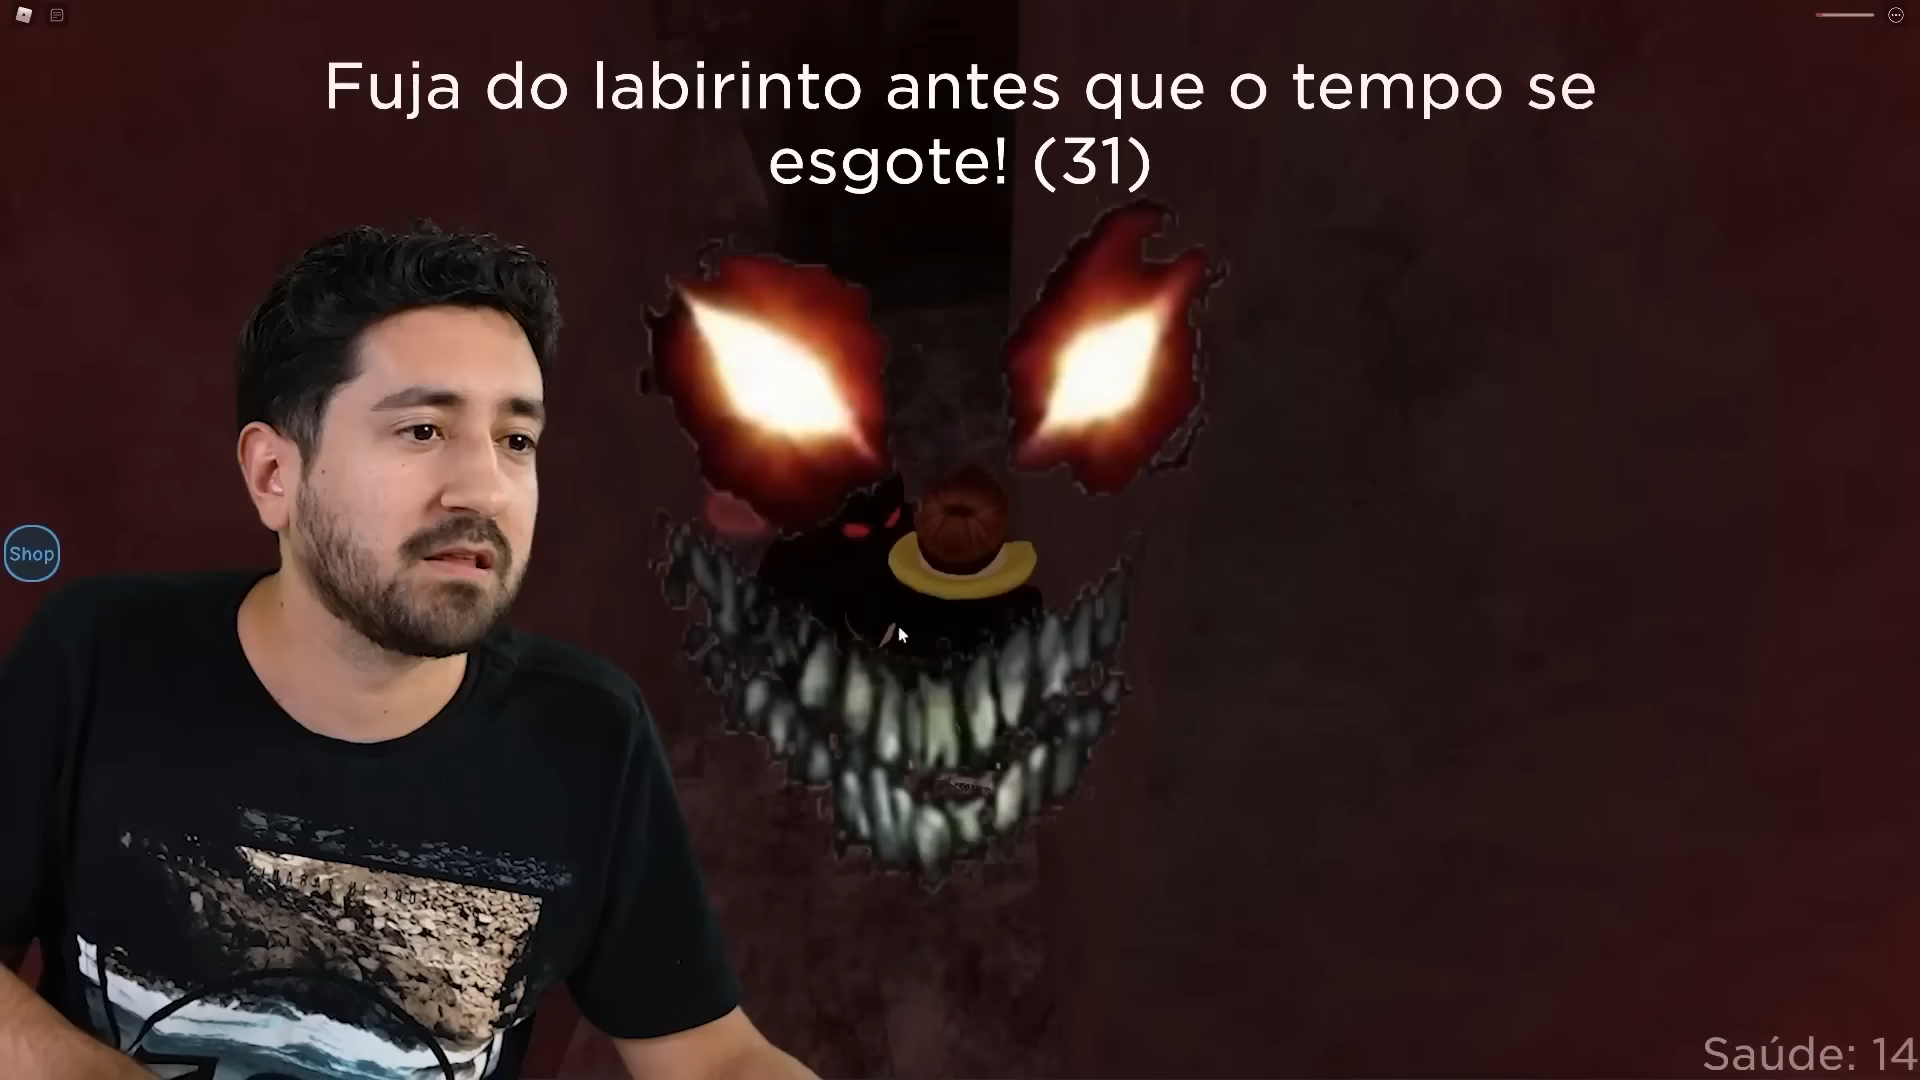 Fuja do labirinto antes que o tempo se
esgote! (31)
Shop
Saúde: 14